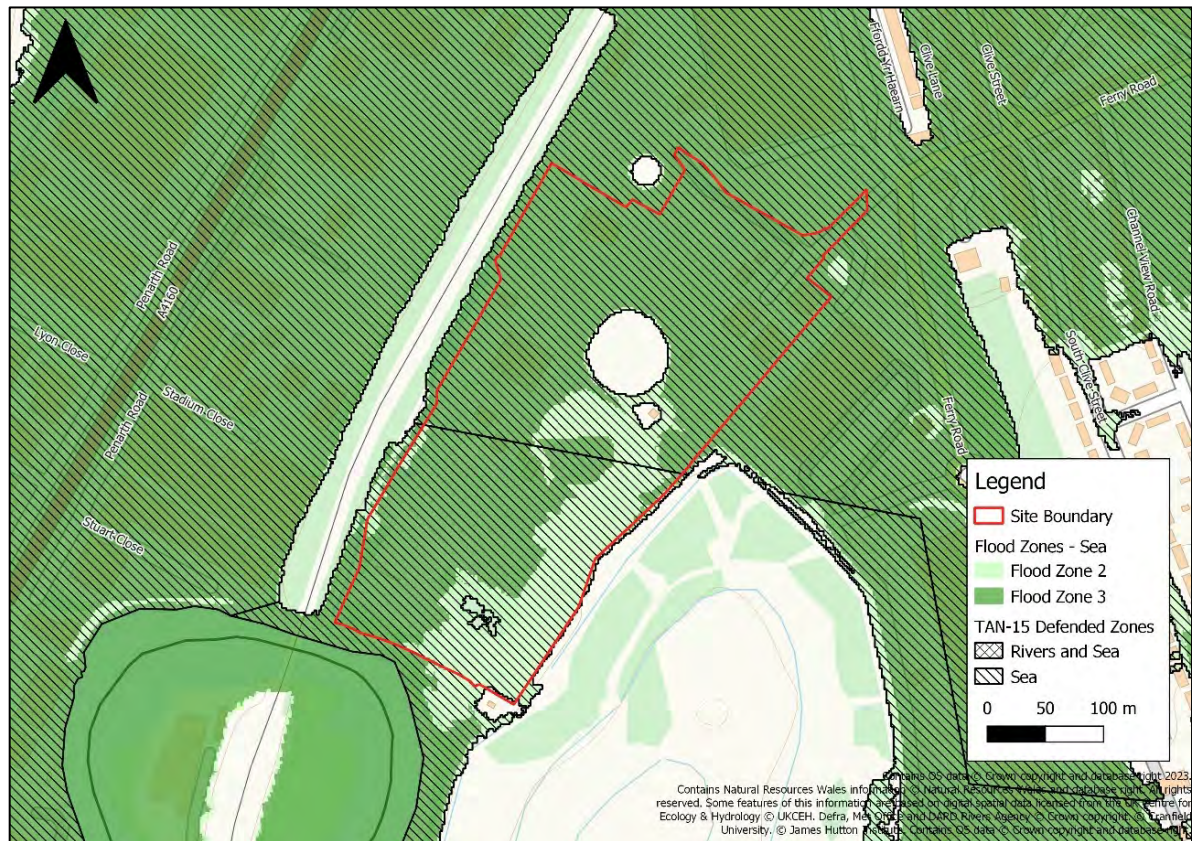 Ffordd Yr Haearn
Clive Lane
Clive Street
Ferry Road
Penarth Road
A4160
Channel View Road
Lyon Close
Stadium Close
Penarth Road
South Clive Street
Ferry Road
Stuart Close
Legend
Site Boundary
Flood Zones - Sea
Flood Zone 2
Flood Zone 3
TAN-15 Defended Zones
Rivers and Sea
Sea
0 50 100 m
Contains OS data © Crown copyright and database right 2023.
Contains Natural Resources Wales information © Natural Resources Wales and database right. All rights
reserved. Some features of this information are based on digital spatial data licensed from the UK Centre for
Ecology & Hydrology © UKCEH. Defra, Met Office and DARD Rivers Agency © Crown copyright. © Cranfield
University. © James Hutton Institute. Contains OS data © Crown copyright and database right